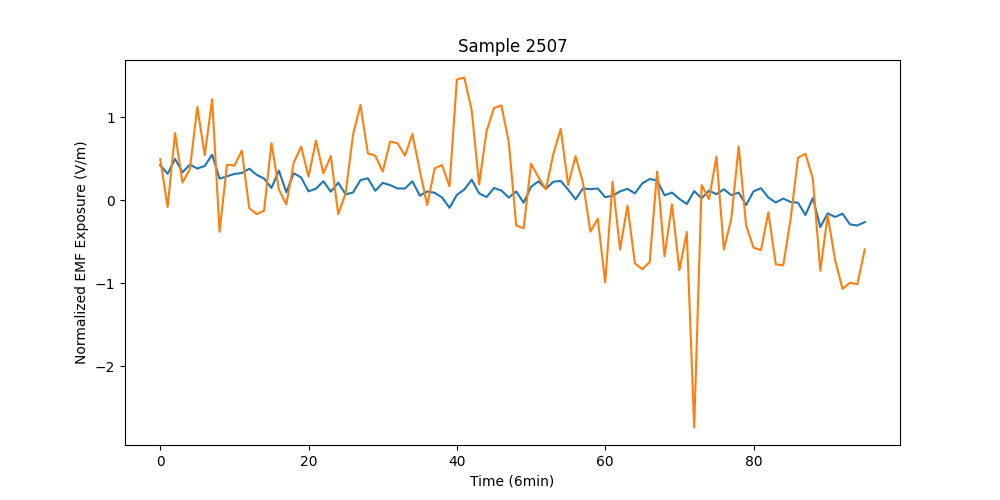 Sample 2507
Normalized EMF Exposure (V/m)
1
0
−1
−2
0 20 40 60 80
Time (6min)